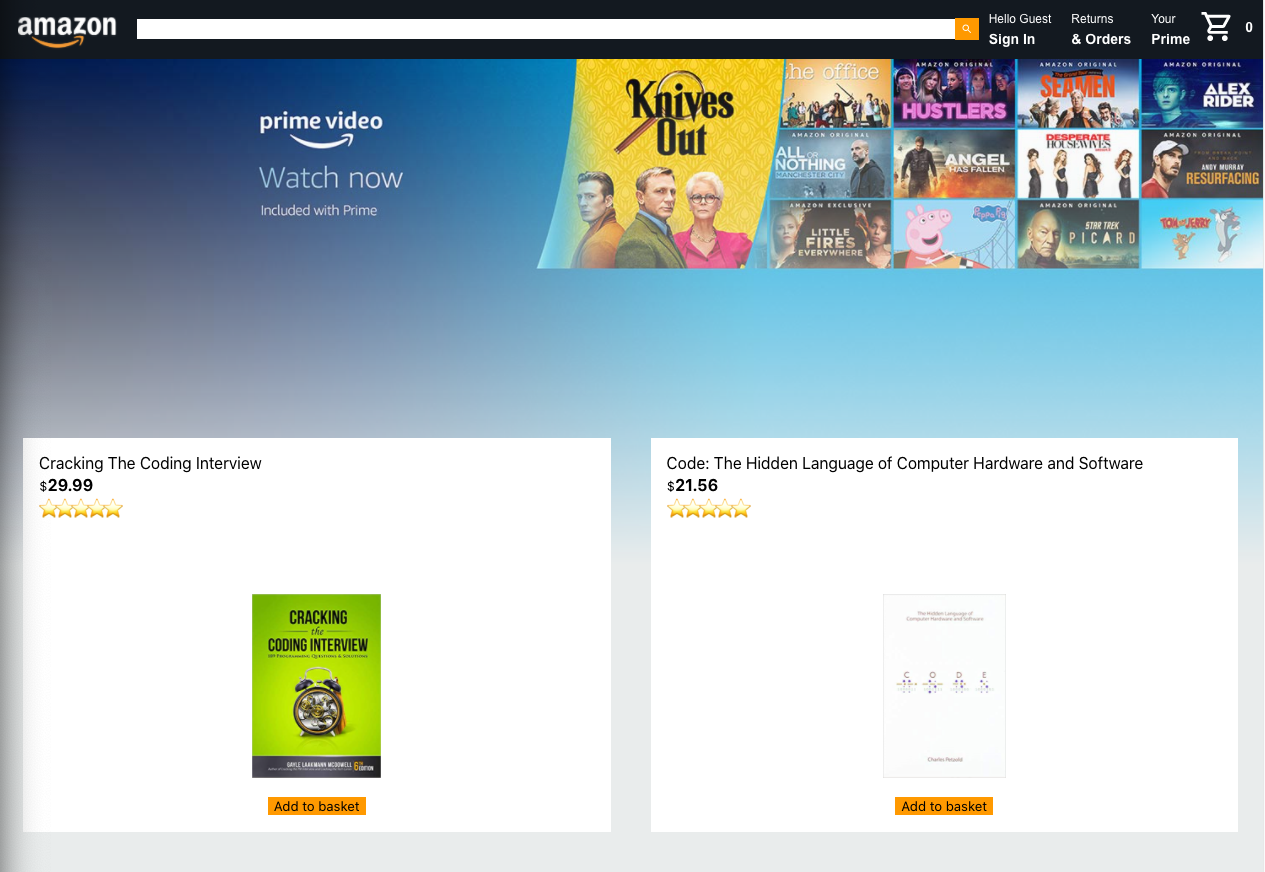 amazon
Hello Guest
Sign In
Returns
& Orders
Your
Prime
0
prime video
Watch now
Included with Prime
Knives
Out
the office
AMAZON ORIGINAL
HUSTLERS
The Grand Tour
SEAMEN
AMAZON ORIGINAL
ALEX
RIDER
AMAZON ORIGINAL
ALL OR
NOTHING
MANCHESTER CITY
ANGEL
HAS FALLEN
DESPERATE
HOUSEWIVES
AMAZON ORIGINAL
ANDY MURRAY
RESURFACING
AMAZON EXCLUSIVE
LITTLE
FIRES
EVERYWHERE
Peppa Pig
AMAZON ORIGINAL
STAR TREK
PICARD
TOM and JERRY
Cracking The Coding Interview
$29.99
CRACKING
the
CODING INTERVIEW
189 PROGRAMMING QUESTIONS & SOLUTIONS
GAYLE LAAKMANN MCDOWELL
6TH
EDITION
Add to basket
Code: The Hidden Language of Computer Hardware and Software
$21.56
The Hidden Language of
Computer Hardware and Software
C O D E
Charles Petzold
Add to basket